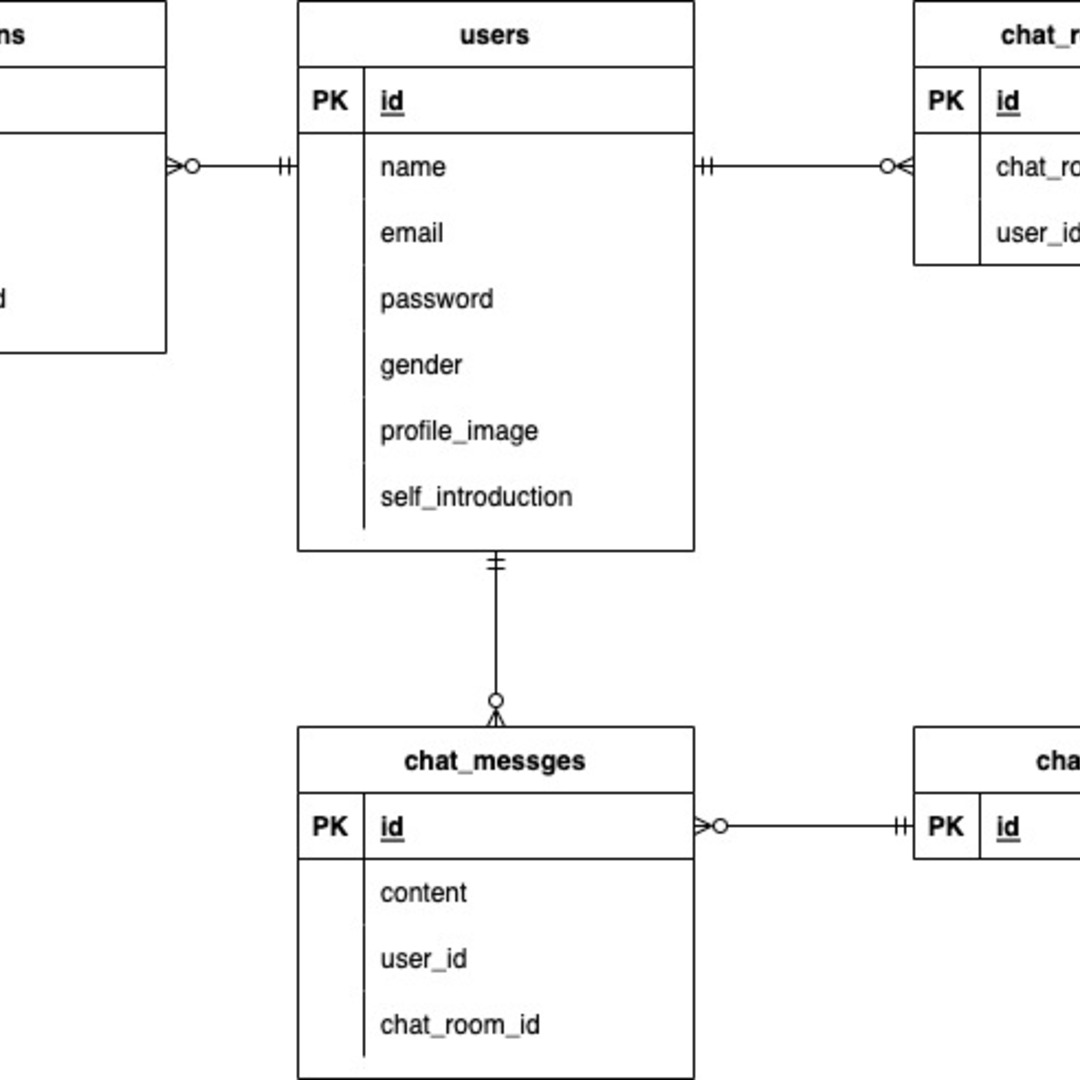 ns
d
users
PK id
name
email
password
gender
profile_image
self_introduction
chat_r
PK id
chat_ro
user_id
chat_messges
PK id
content
user_id
chat_room_id
cha
PK id